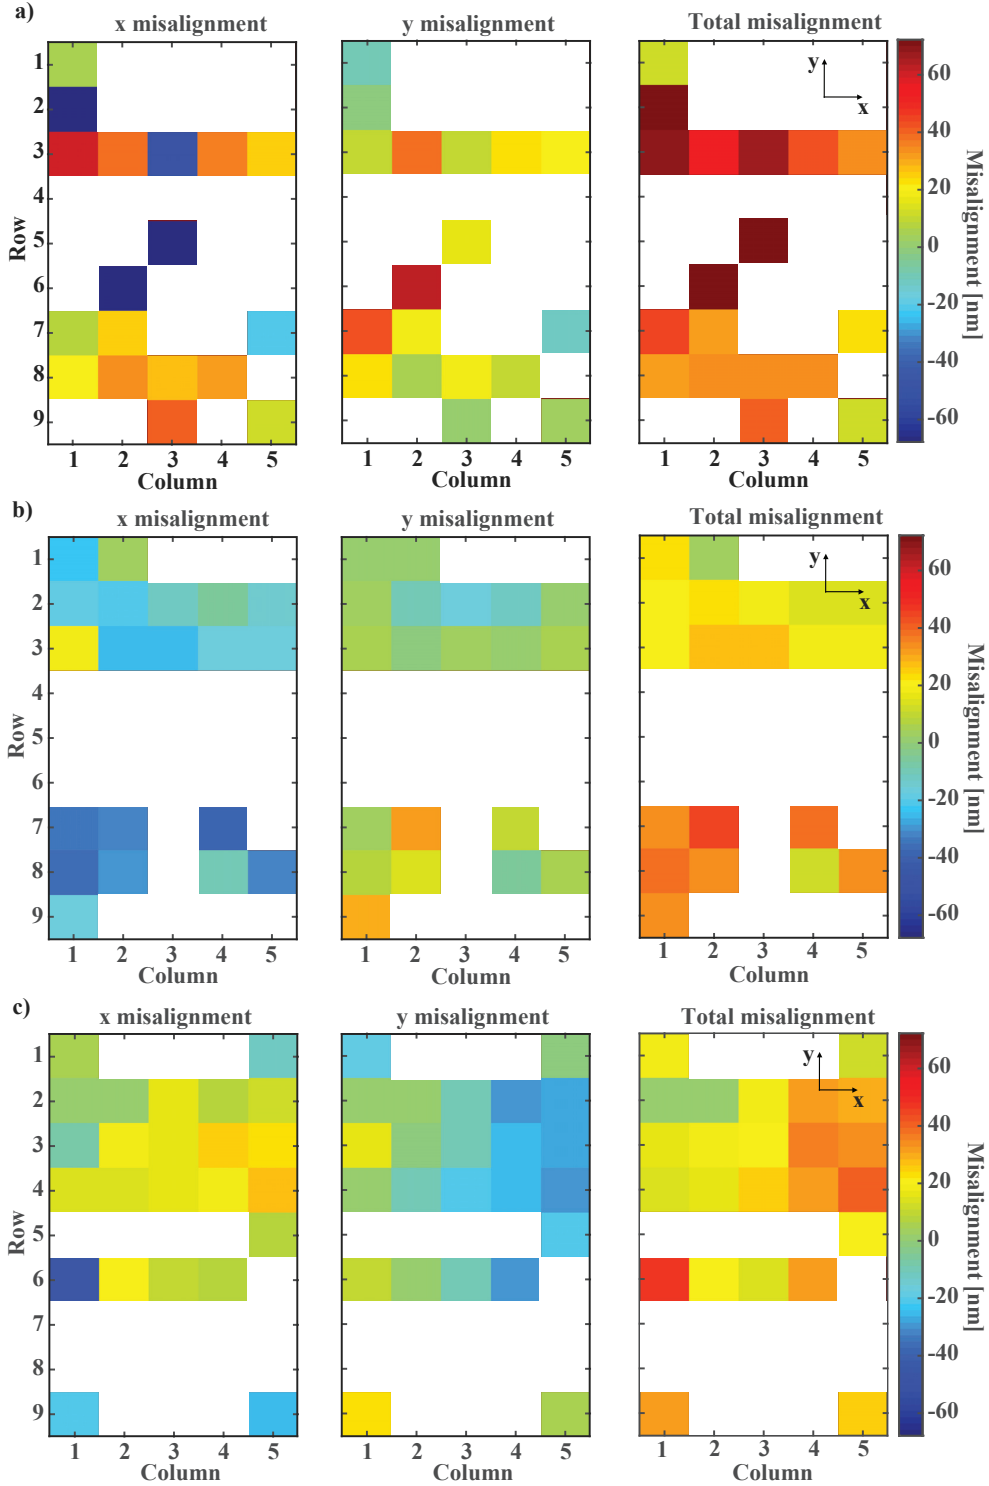 a)
x misalignment
y misalignment
Total misalignment
1
2
3
4
5
6
7
8
9
Row
1 2 3 4 5
Column
1 2 3 4 5
Column
1 2 3 4 5
Column
y
x
60
40
20
0
-20
-40
-60
Misalignment [nm]
b)
x misalignment
y misalignment
Total misalignment
1
2
3
4
5
6
7
8
9
Row
1 2 3 4 5
Column
1 2 3 4 5
Column
1 2 3 4 5
Column
y
x
60
40
20
0
-20
-40
-60
Misalignment [nm]
c)
x misalignment
y misalignment
Total misalignment
1
2
3
4
5
6
7
8
9
Row
1 2 3 4 5
Column
1 2 3 4 5
Column
1 2 3 4 5
Column
y
x
60
40
20
0
-20
-40
-60
Misalignment [nm]